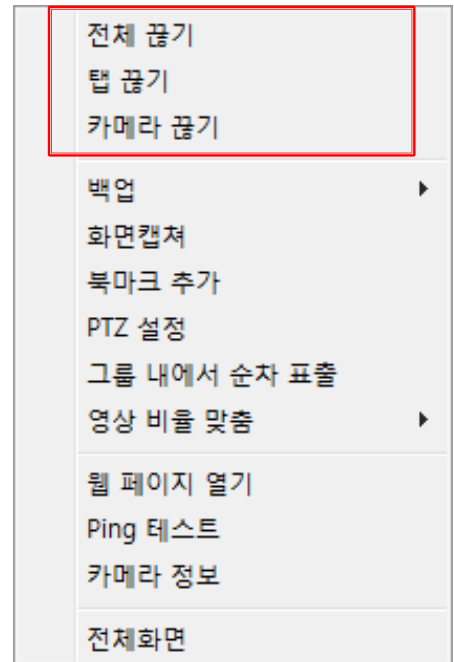 전체 끊기
탭 끊기
카메라 끊기
백업
화면캡쳐
북마크 추가
PTZ 설정
그룹 내에서 순차 표출
영상 비율 맞춤
웹 페이지 열기
Ping 테스트
카메라 정보
전체화면